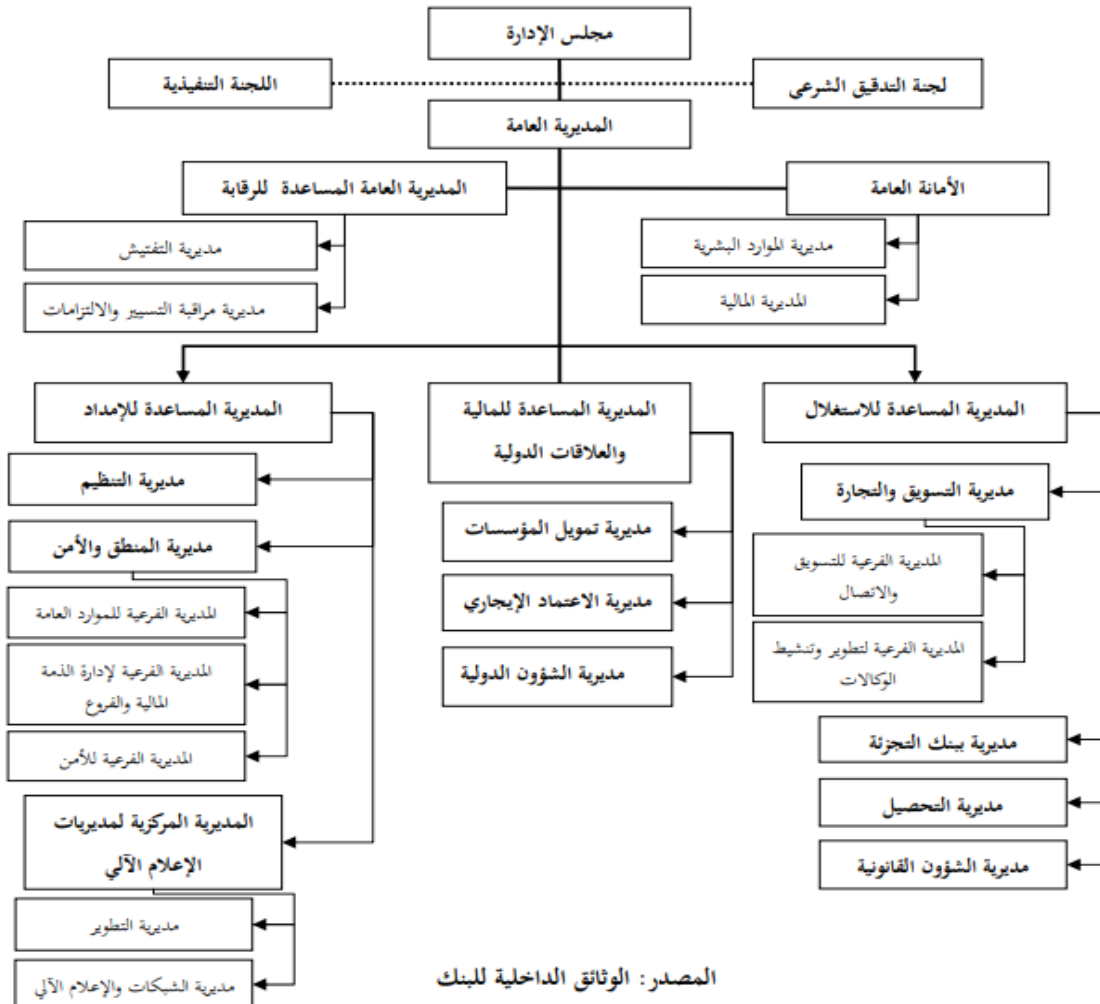 مجلس الإدارة
لجنة التدقيق الشرعي
اللجنة التنفيذية
المديرية العامة
الأمانة العامة
المديرية العامة المساعدة للرقابة
مديرية الموارد البشرية
المديرية المالية
مديرية التفتيش
مديرية مراقبة التسيير والالتزامات
المديرية المساعدة للاستغلال
مديرية التسويق والتجارة
المديرية الفرعية للتسويق
والاتصال
المديرية الفرعية لتطوير وتنشيط
الوكالات
مديرية ببنك التجزئة
مديرية التحصيل
مديرية الشؤون القانونية
المديرية المساعدة للمالية
والعلاقات الدولية
مديرية تمويل المؤسسات
مديرية الاعتماد الإيجاري
مديرية الشؤون الدولية
المديرية المساعدة للإمداد
مديرية التنظيم
مديرية المنطق والأمن
المديرية الفرعية للموارد العامة
المديرية الفرعية لإدارة الذمة
المالية والفروع
المديرية الفرعية للأمن
المديرية المركزية لمديريات
الإعلام الآلي
مديرية التطوير
مديرية الشبكات والإعلام الآلي
المصدر: الوثائق الداخلية للبنك